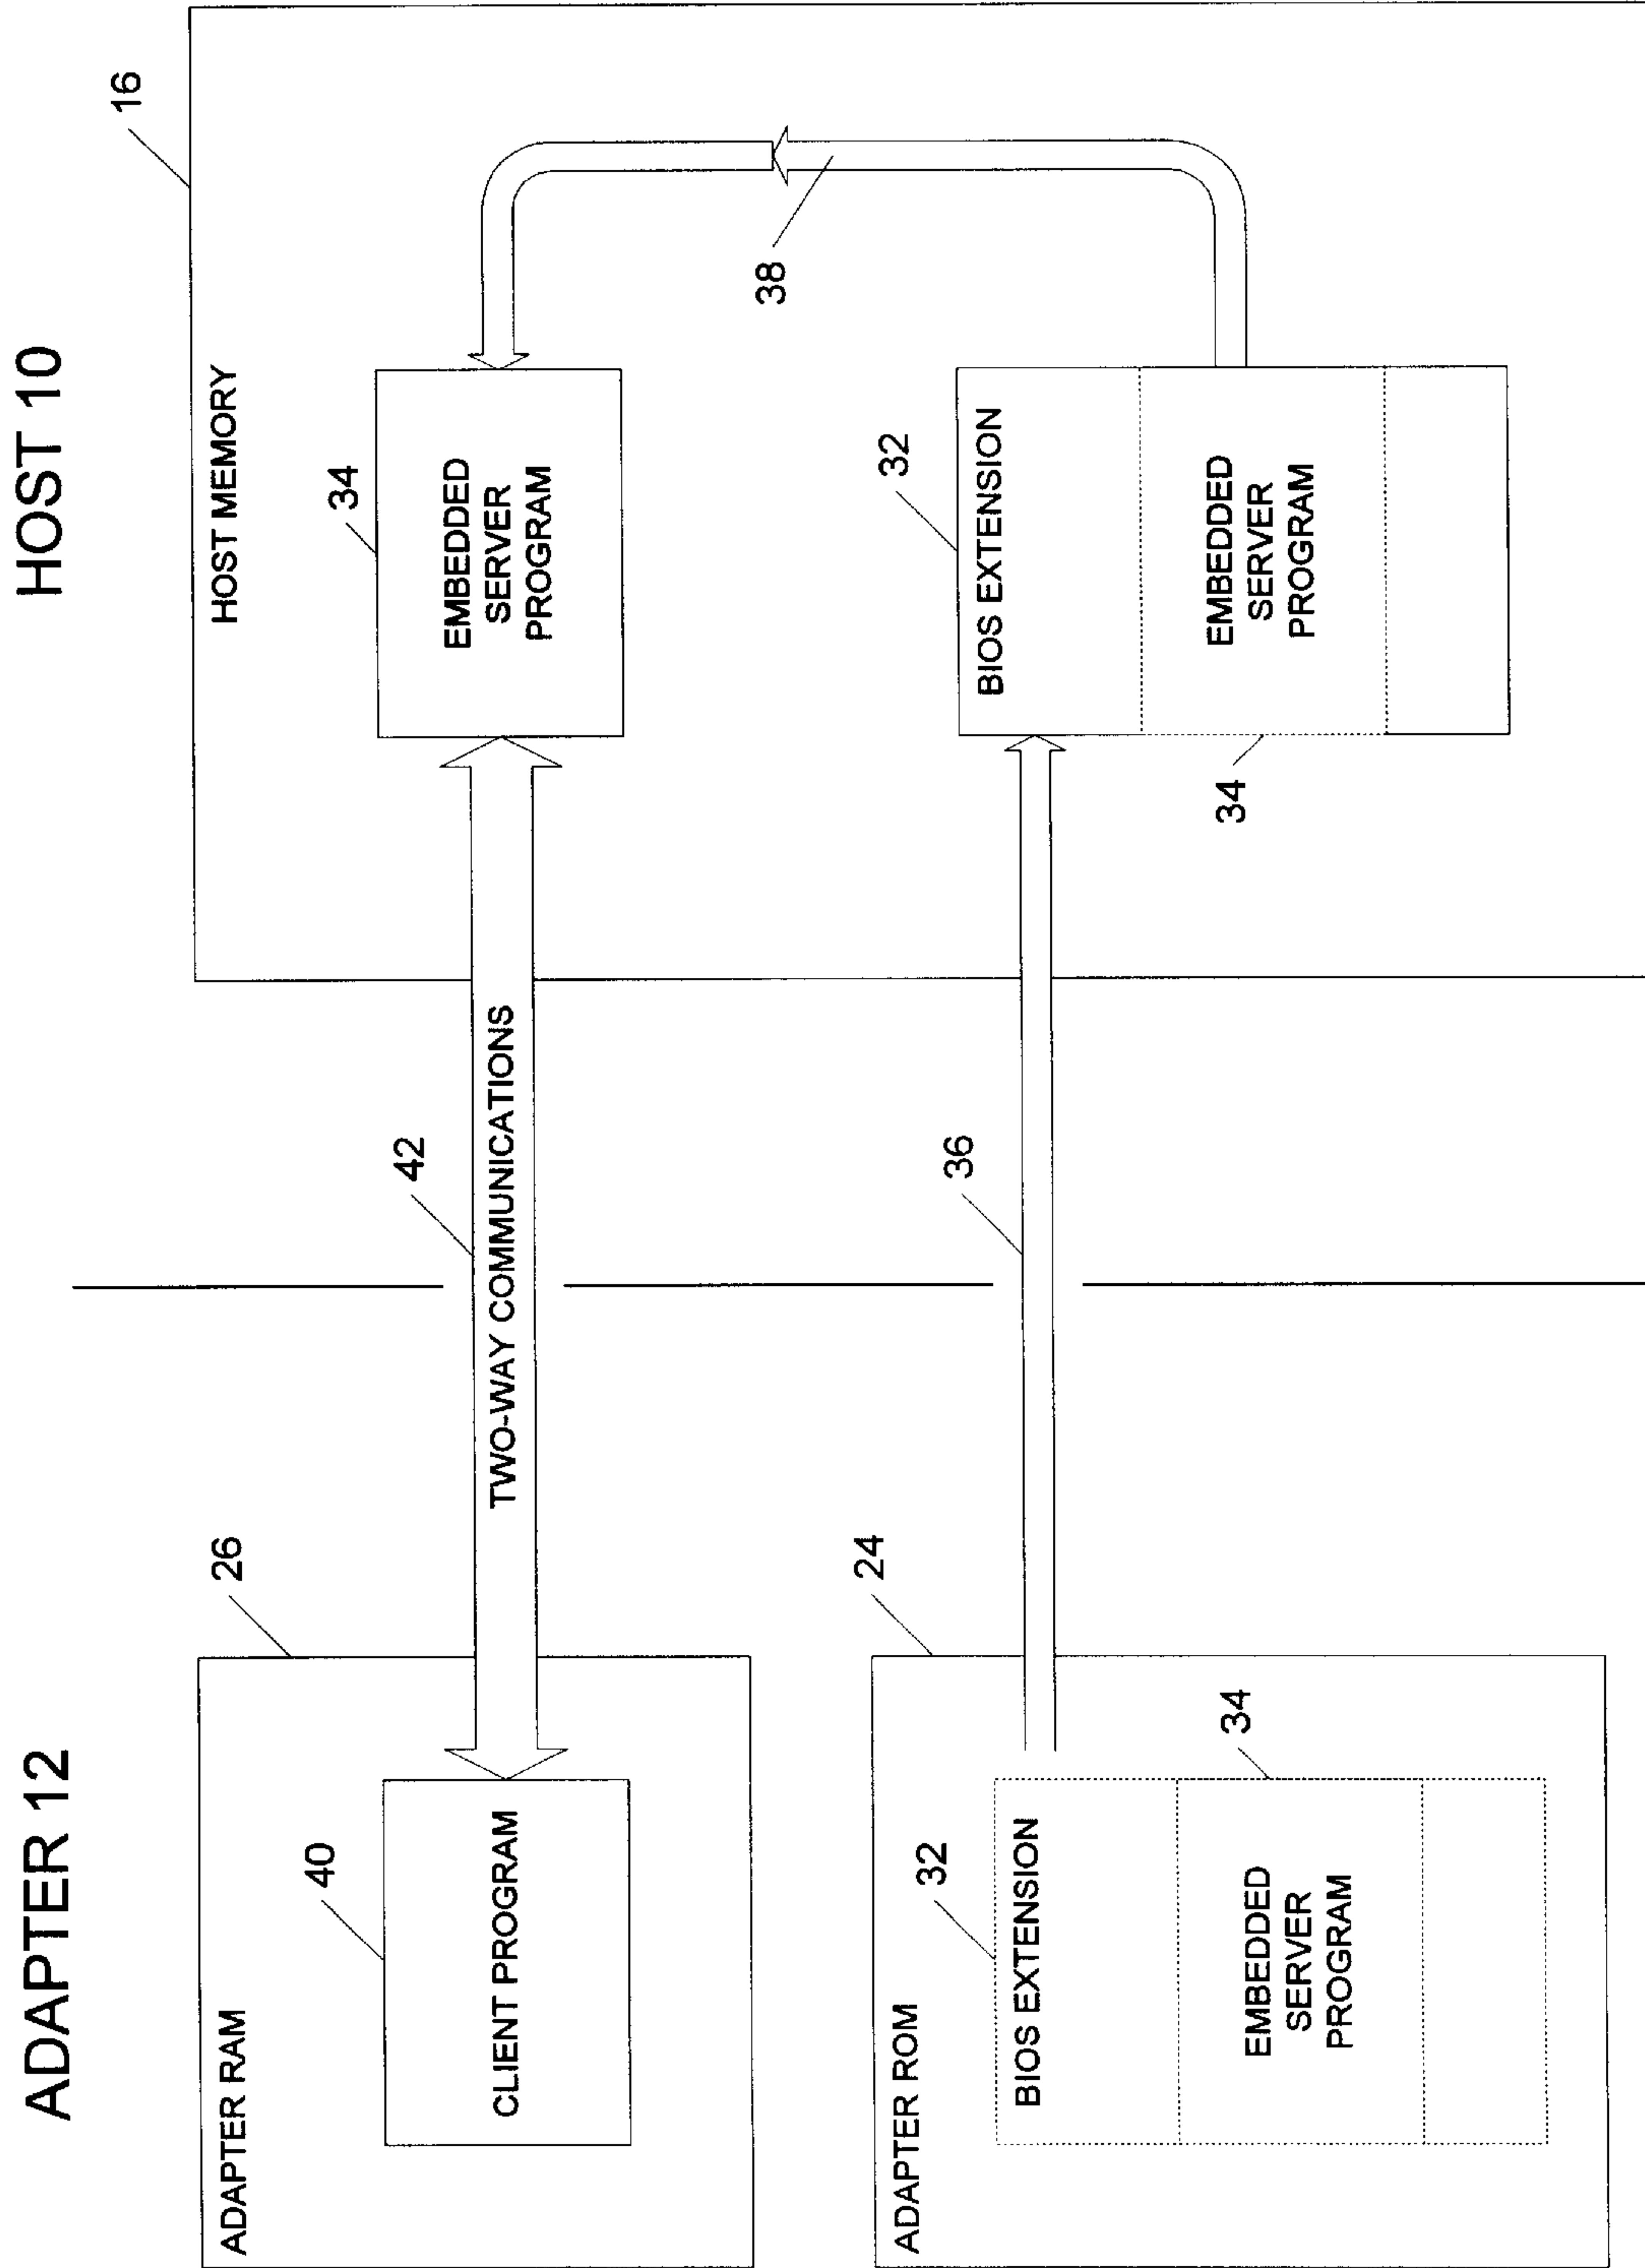 ADAPTER 12
HOST 10
26
16
ADAPTER RAM
HOST MEMORY
40
42
34
CLIENT PROGRAM
TWO-WAY COMMUNICATIONS
EMBEDDED
SERVER
PROGRAM
38
24
36
ADAPTER ROM
32
BIOS EXTENSION
34
EMBEDDED
SERVER
PROGRAM
32
BIOS EXTENSION
34
EMBEDDED
SERVER
PROGRAM